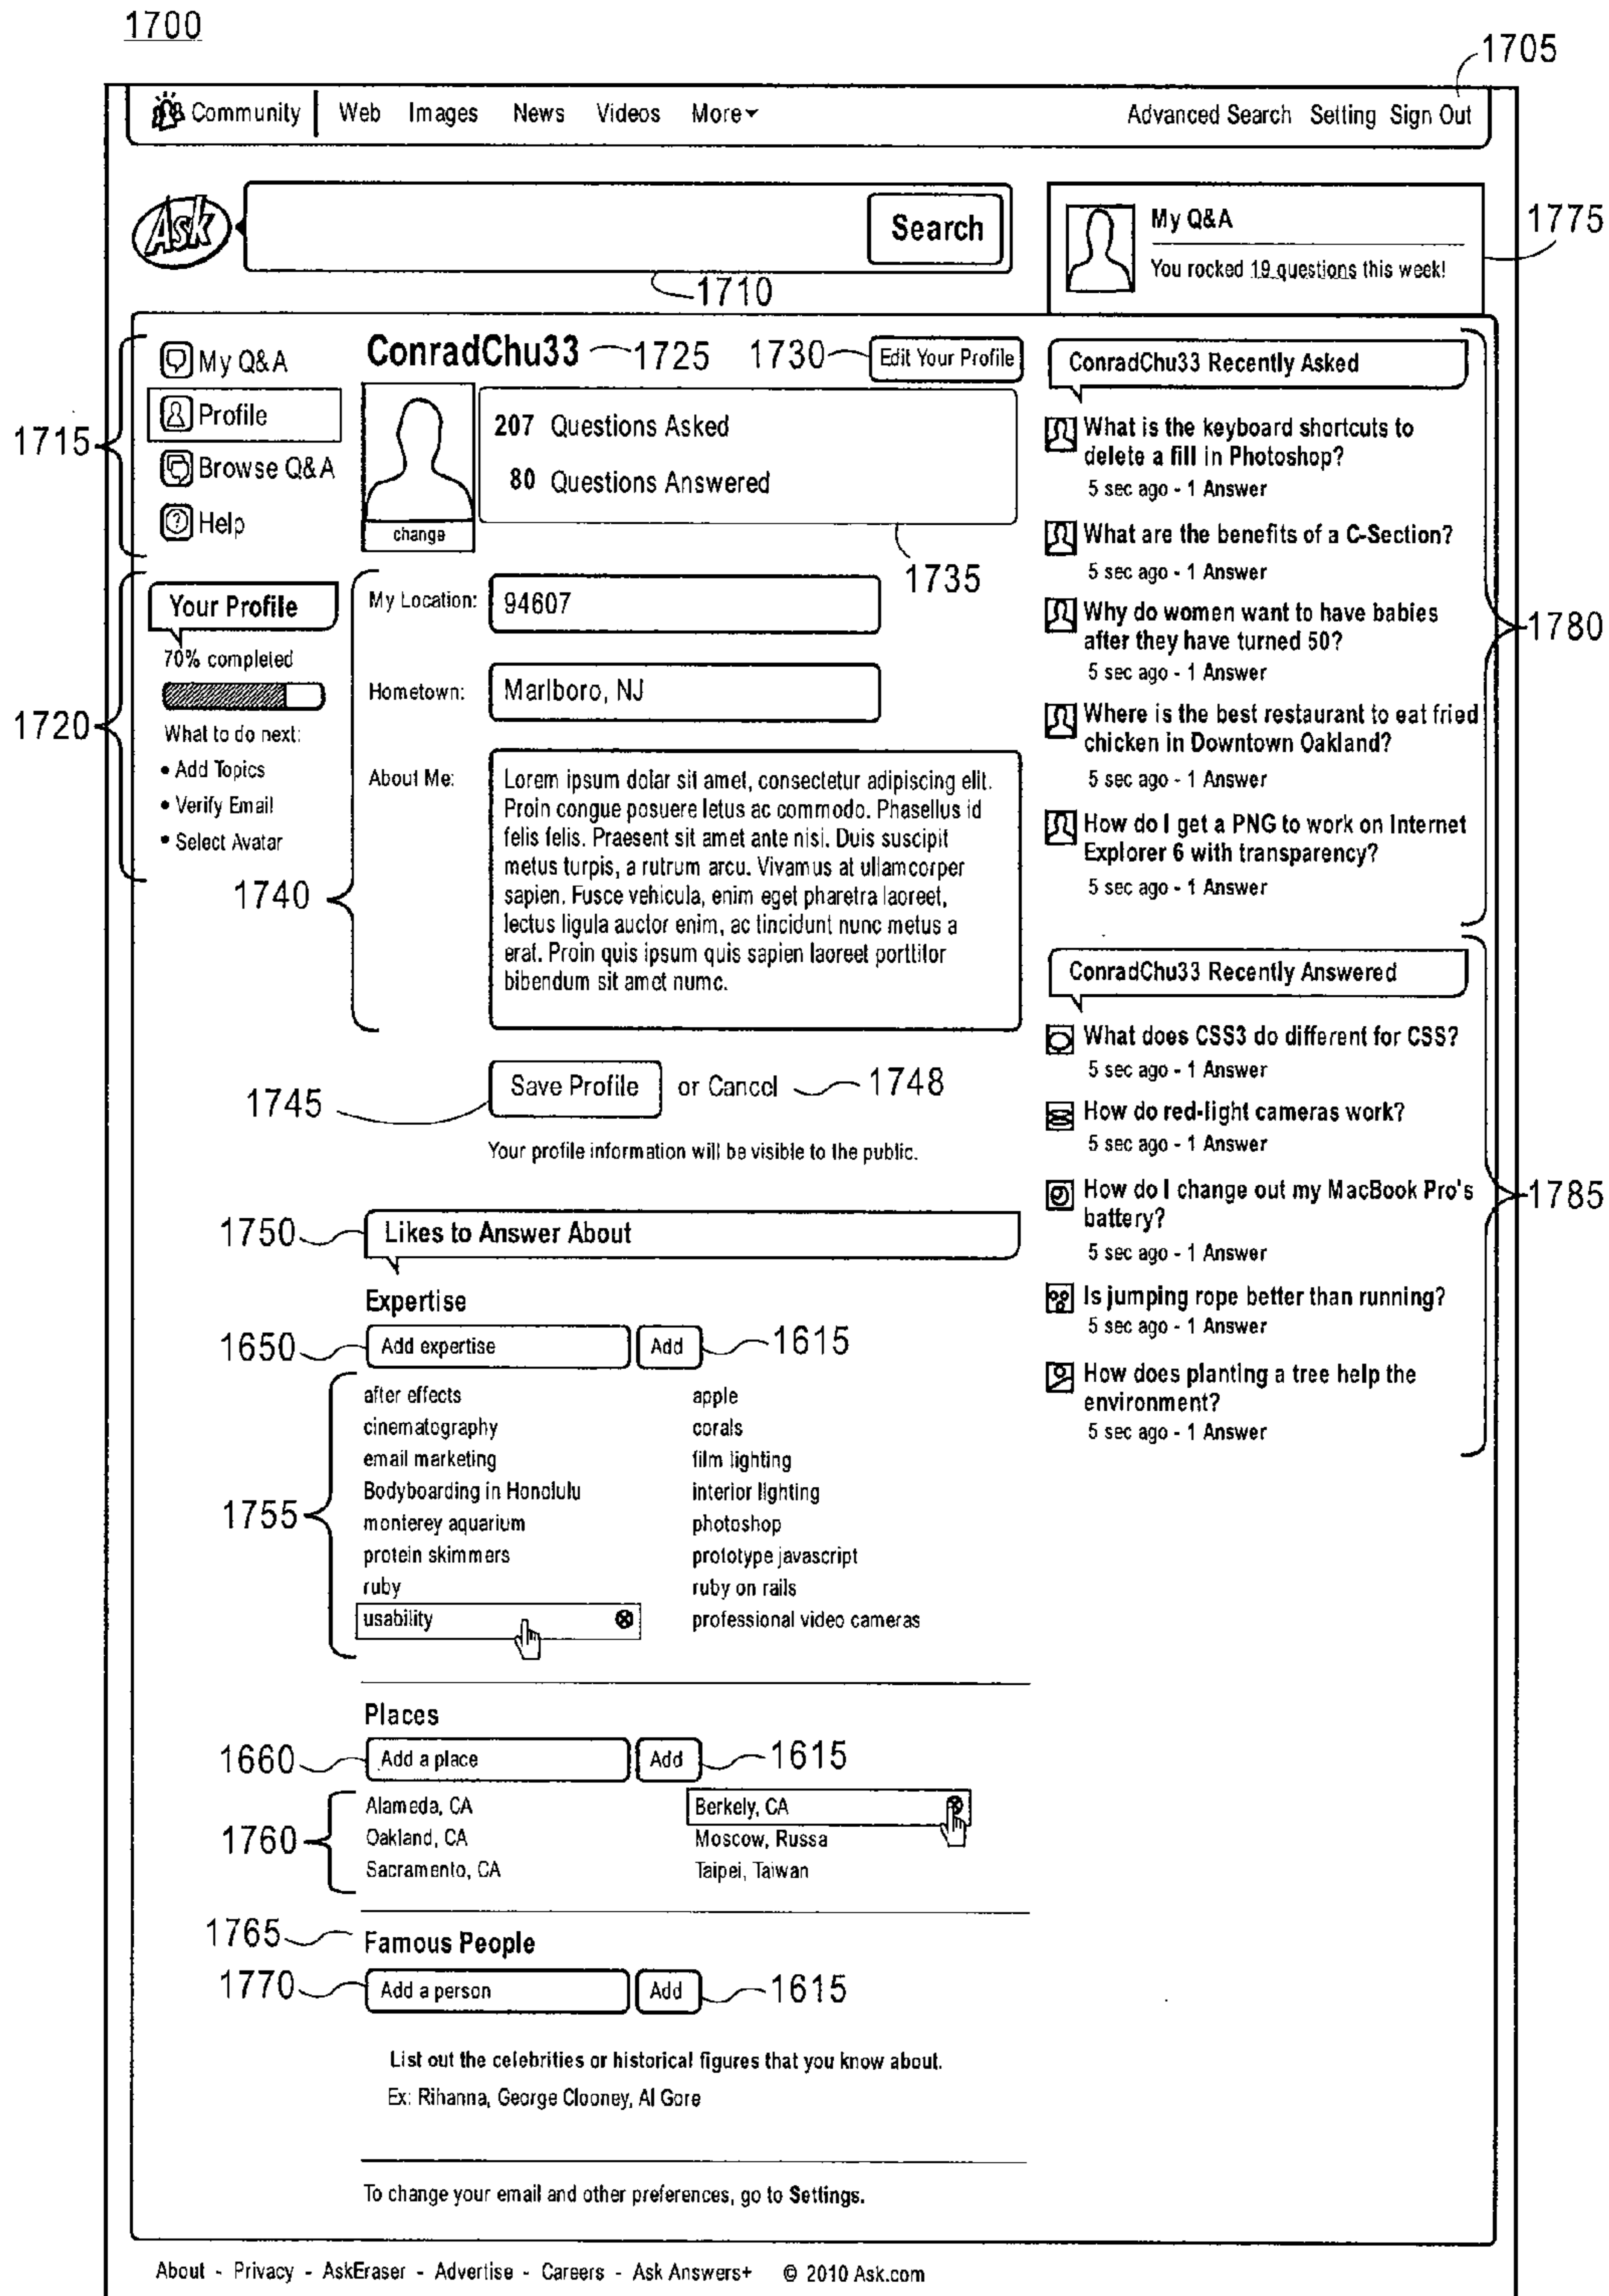 1700
1705
Community Web Images News Videos More Advanced Search Setting Sign Out
Ask
Search
1710
My Q&A
You rocked 19 questions this week!
1775
1715
My Q&A
Profile
Browse Q&A
Help
ConradChu33
1725
1730
Edit Your Profile
change
207 Questions Asked
80 Questions Answered
1735
1720
Your Profile
70% completed
What to do next:
• Add Topics
• Verify Email
• Select Avatar
1740
My Location:
94607
Hometown:
Marlboro, NJ
About Me:
Lorem ipsum dolar sit amet, consectetur adipiscing elit.
Proin congue posuere letus ac commodo. Phasellus id
felis felis. Praesent sit amet ante nisi. Duis suscipit
metus turpis, a rutrum arcu. Vivamus at ullamcorper
sapien. Fusce vehicula, enim eget pharetra laoreet,
lectus ligula auctor enim, ac tincidunt nunc metus a
erat. Proin quis ipsum quis sapien laoreet porttitor
bibendum sit amet numc.
1745
Save Profile or Cancel
1748
Your profile information will be visible to the public.
1750
Likes to Answer About
Expertise
1650
Add expertise
Add
1615
1755
after effects apple
cinematography corals
email marketing film lighting
Bodyboarding in Honolulu interior lighting
monterey aquarium photoshop
protein skimmers prototype javascript
ruby ruby on rails
usability professional video cameras
Places
1660
Add a place
Add
1615
1760
Alameda, CA Berkely, CA
Oakland, CA Moscow, Russa
Sacramento, CA Taipei, Taiwan
1765
Famous People
1770
Add a person
Add
1615
List out the celebrities or historical figures that you know about.
Ex: Rihanna, George Clooney, Al Gore
To change your email and other preferences, go to Settings.
ConradChu33 Recently Asked
What is the keyboard shortcuts to
delete a fill in Photoshop?
5 sec ago - 1 Answer
What are the benefits of a C-Section?
5 sec ago - 1 Answer
Why do women want to have babies
after they have turned 50?
5 sec ago - 1 Answer
Where is the best restaurant to eat fried
chicken in Downtown Oakland?
5 sec ago - 1 Answer
How do I get a PNG to work on Internet
Explorer 6 with transparency?
5 sec ago - 1 Answer
1780
ConradChu33 Recently Answered
What does CSS3 do different for CSS?
5 sec ago - 1 Answer
How do red-light cameras work?
5 sec ago - 1 Answer
How do I change out my MacBook Pro's
battery?
5 sec ago - 1 Answer
Is jumping rope better than running?
5 sec ago - 1 Answer
How does planting a tree help the
environment?
5 sec ago - 1 Answer
1785
About - Privacy - AskEraser - Advertise - Careers - Ask Answers+ © 2010 Ask.com